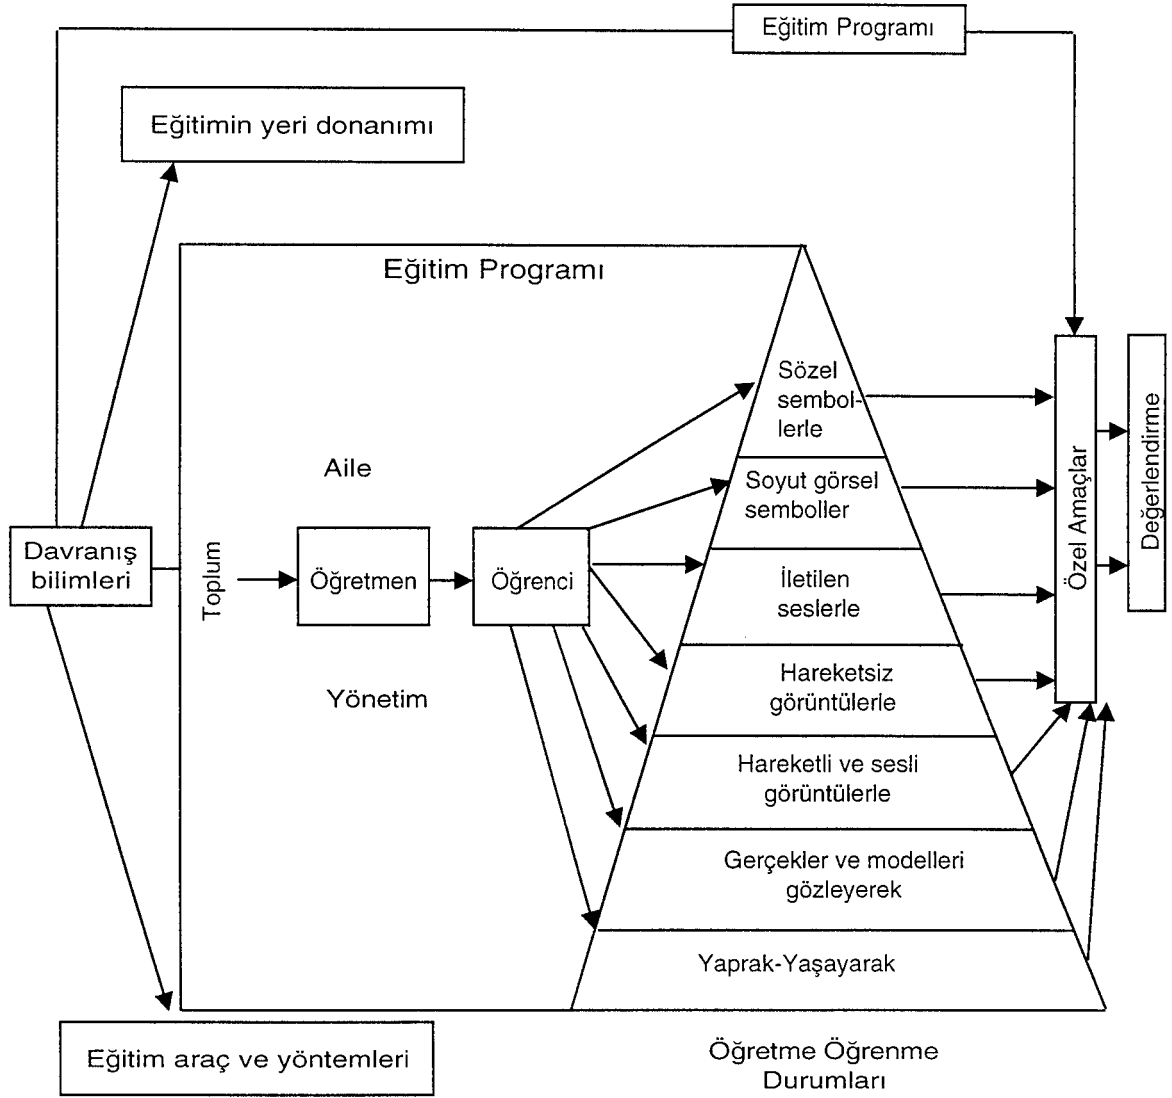 Eğitim Programı
Eğitimin yeri donanımı
Eğitim Programı
Sözel
sembol-
lerle
Soyut görsel
semboller
Aile
Davranış
bilimleri
Toplum
Öğretmen
Öğrenci
İletilen
seslerle
Yönetim
Hareketsiz
görüntülerle
Hareketli ve sesli
görüntülerle
Gerçekler ve modelleri
gözleyerek
Yaprak-Yaşayarak
Özel Amaçlar
Değerlendirme
Eğitim araç ve yöntemleri
Öğretme Öğrenme
Durumları